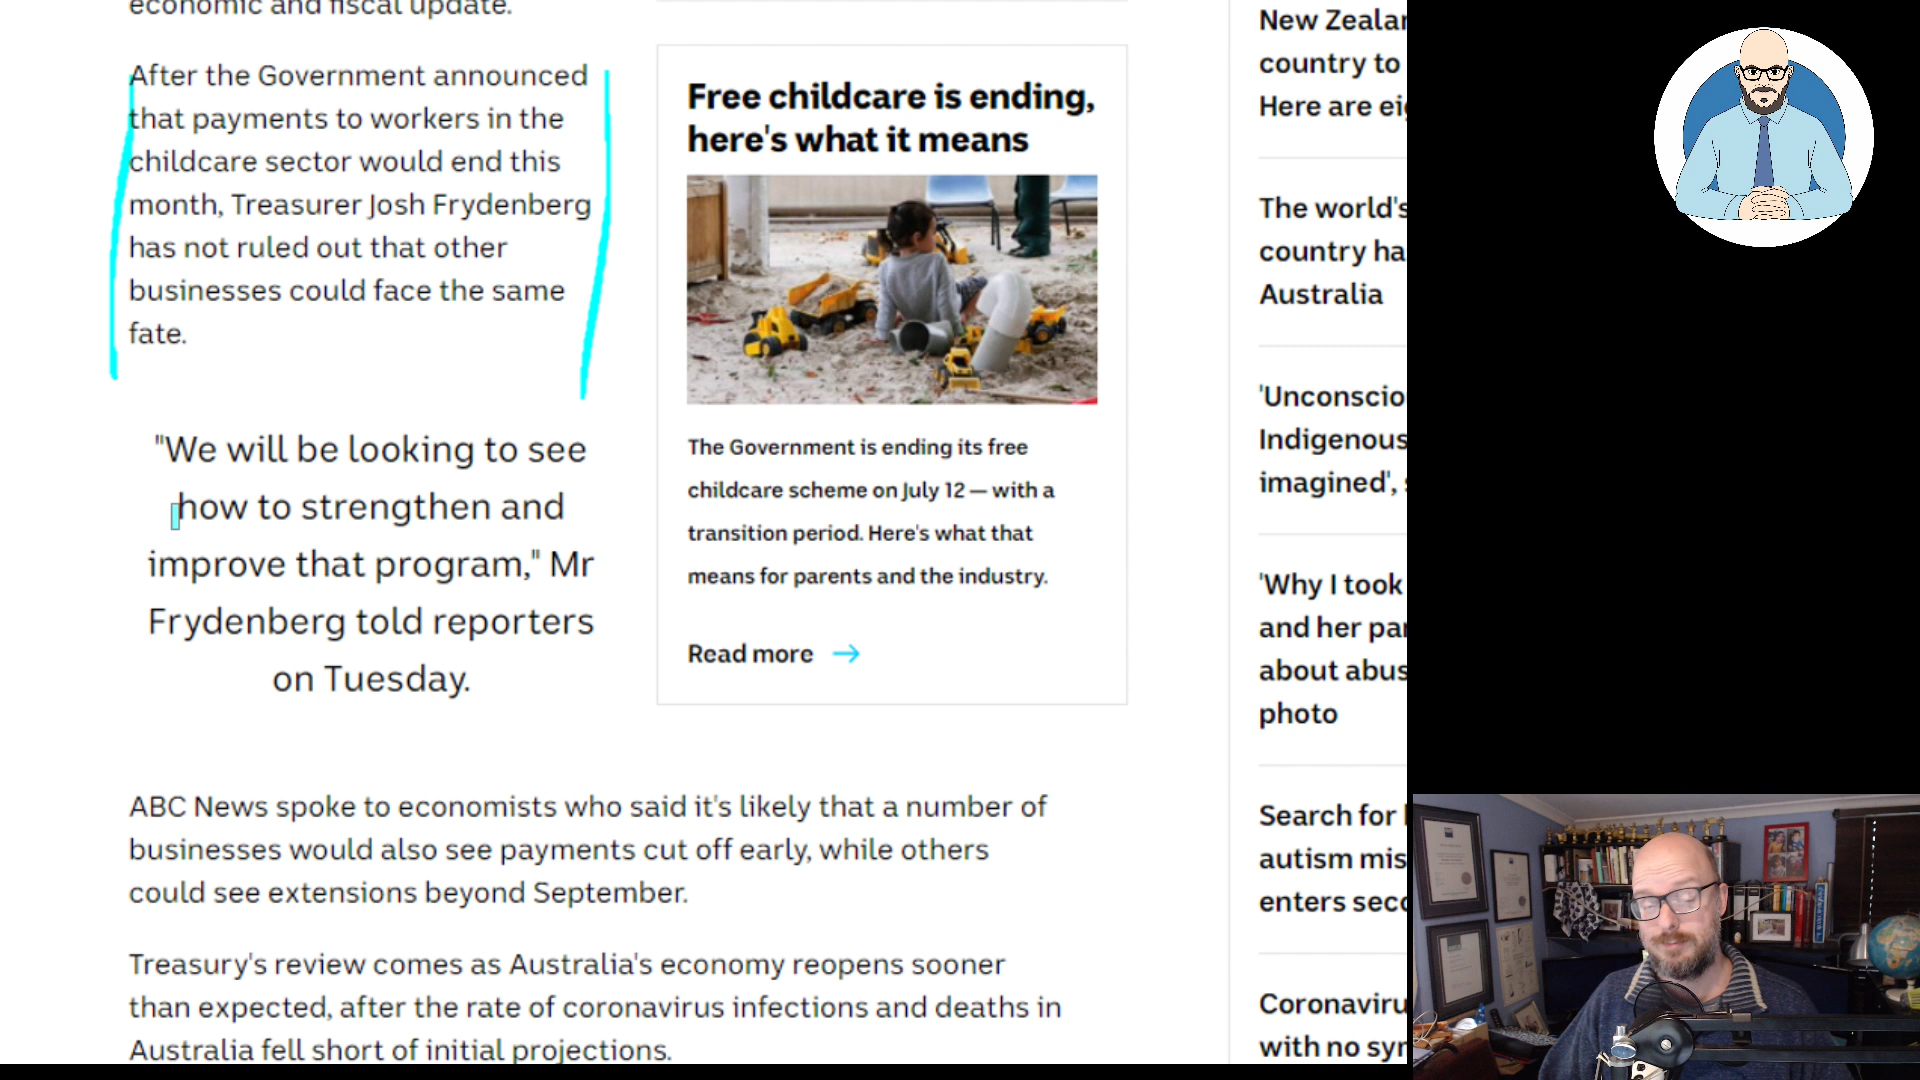 economic and fiscal update.
After the Government announced
that payments to workers in the
childcare sector would end this
month, Treasurer Josh Frydenberg
has not ruled out that other
businesses could face the same
fate.
"We will be looking to see
how to strengthen and
improve that program," Mr
Frydenberg told reporters
on Tuesday.
Free childcare is ending,
here's what it means
The Government is ending its free
childcare scheme on July 12 — with a
transition period. Here's what that
means for parents and the industry.
Read more
ABC News spoke to economists who said it's likely that a number of
businesses would also see payments cut off early, while others
could see extensions beyond September.
Treasury's review comes as Australia's economy reopens sooner
than expected, after the rate of coronavirus infections and deaths in
Australia fell short of initial projections.
New Zealan
country to
Here are eig
The world's
country ha
Australia
'Unconscio
Indigenous
imagined',
'Why I took
and her par
about abus
photo
Search for
autism mis
enters seco
Coronaviru
with no syn